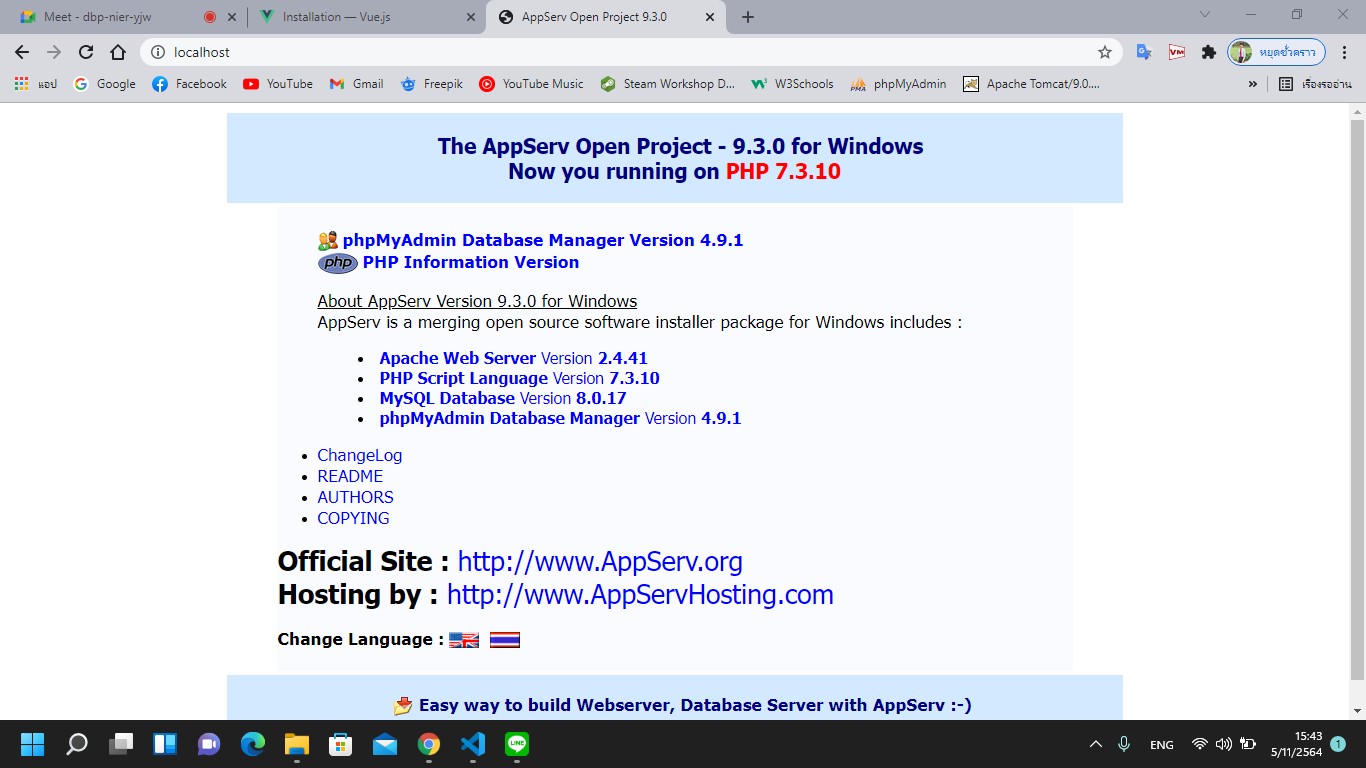 Meet - dbp-nier-yjw
Installation — Vue.js
AppServ Open Project 9.3.0
localhost
VM
หยุดชั่วคราว
แอป
Google
Facebook
YouTube
Gmail
Freepik
YouTube Music
Steam Workshop D...
W3Schools
PMA phpMyAdmin
Apache Tomcat/9.0....
»
เรื่องรออ่าน
The AppServ Open Project - 9.3.0 for Windows
Now you running on PHP 7.3.10
phpMyAdmin Database Manager Version 4.9.1
php PHP Information Version
About AppServ Version 9.3.0 for Windows
AppServ is a merging open source software installer package for Windows includes :
• Apache Web Server Version 2.4.41
• PHP Script Language Version 7.3.10
• MySQL Database Version 8.0.17
• phpMyAdmin Database Manager Version 4.9.1
• ChangeLog
• README
• AUTHORS
• COPYING
Official Site : http://www.AppServ.org
Hosting by : http://www.AppServHosting.com
Change Language :
Easy way to build Webserver, Database Server with AppServ :-)
LINE
ENG
15:43
5/11/2564
1